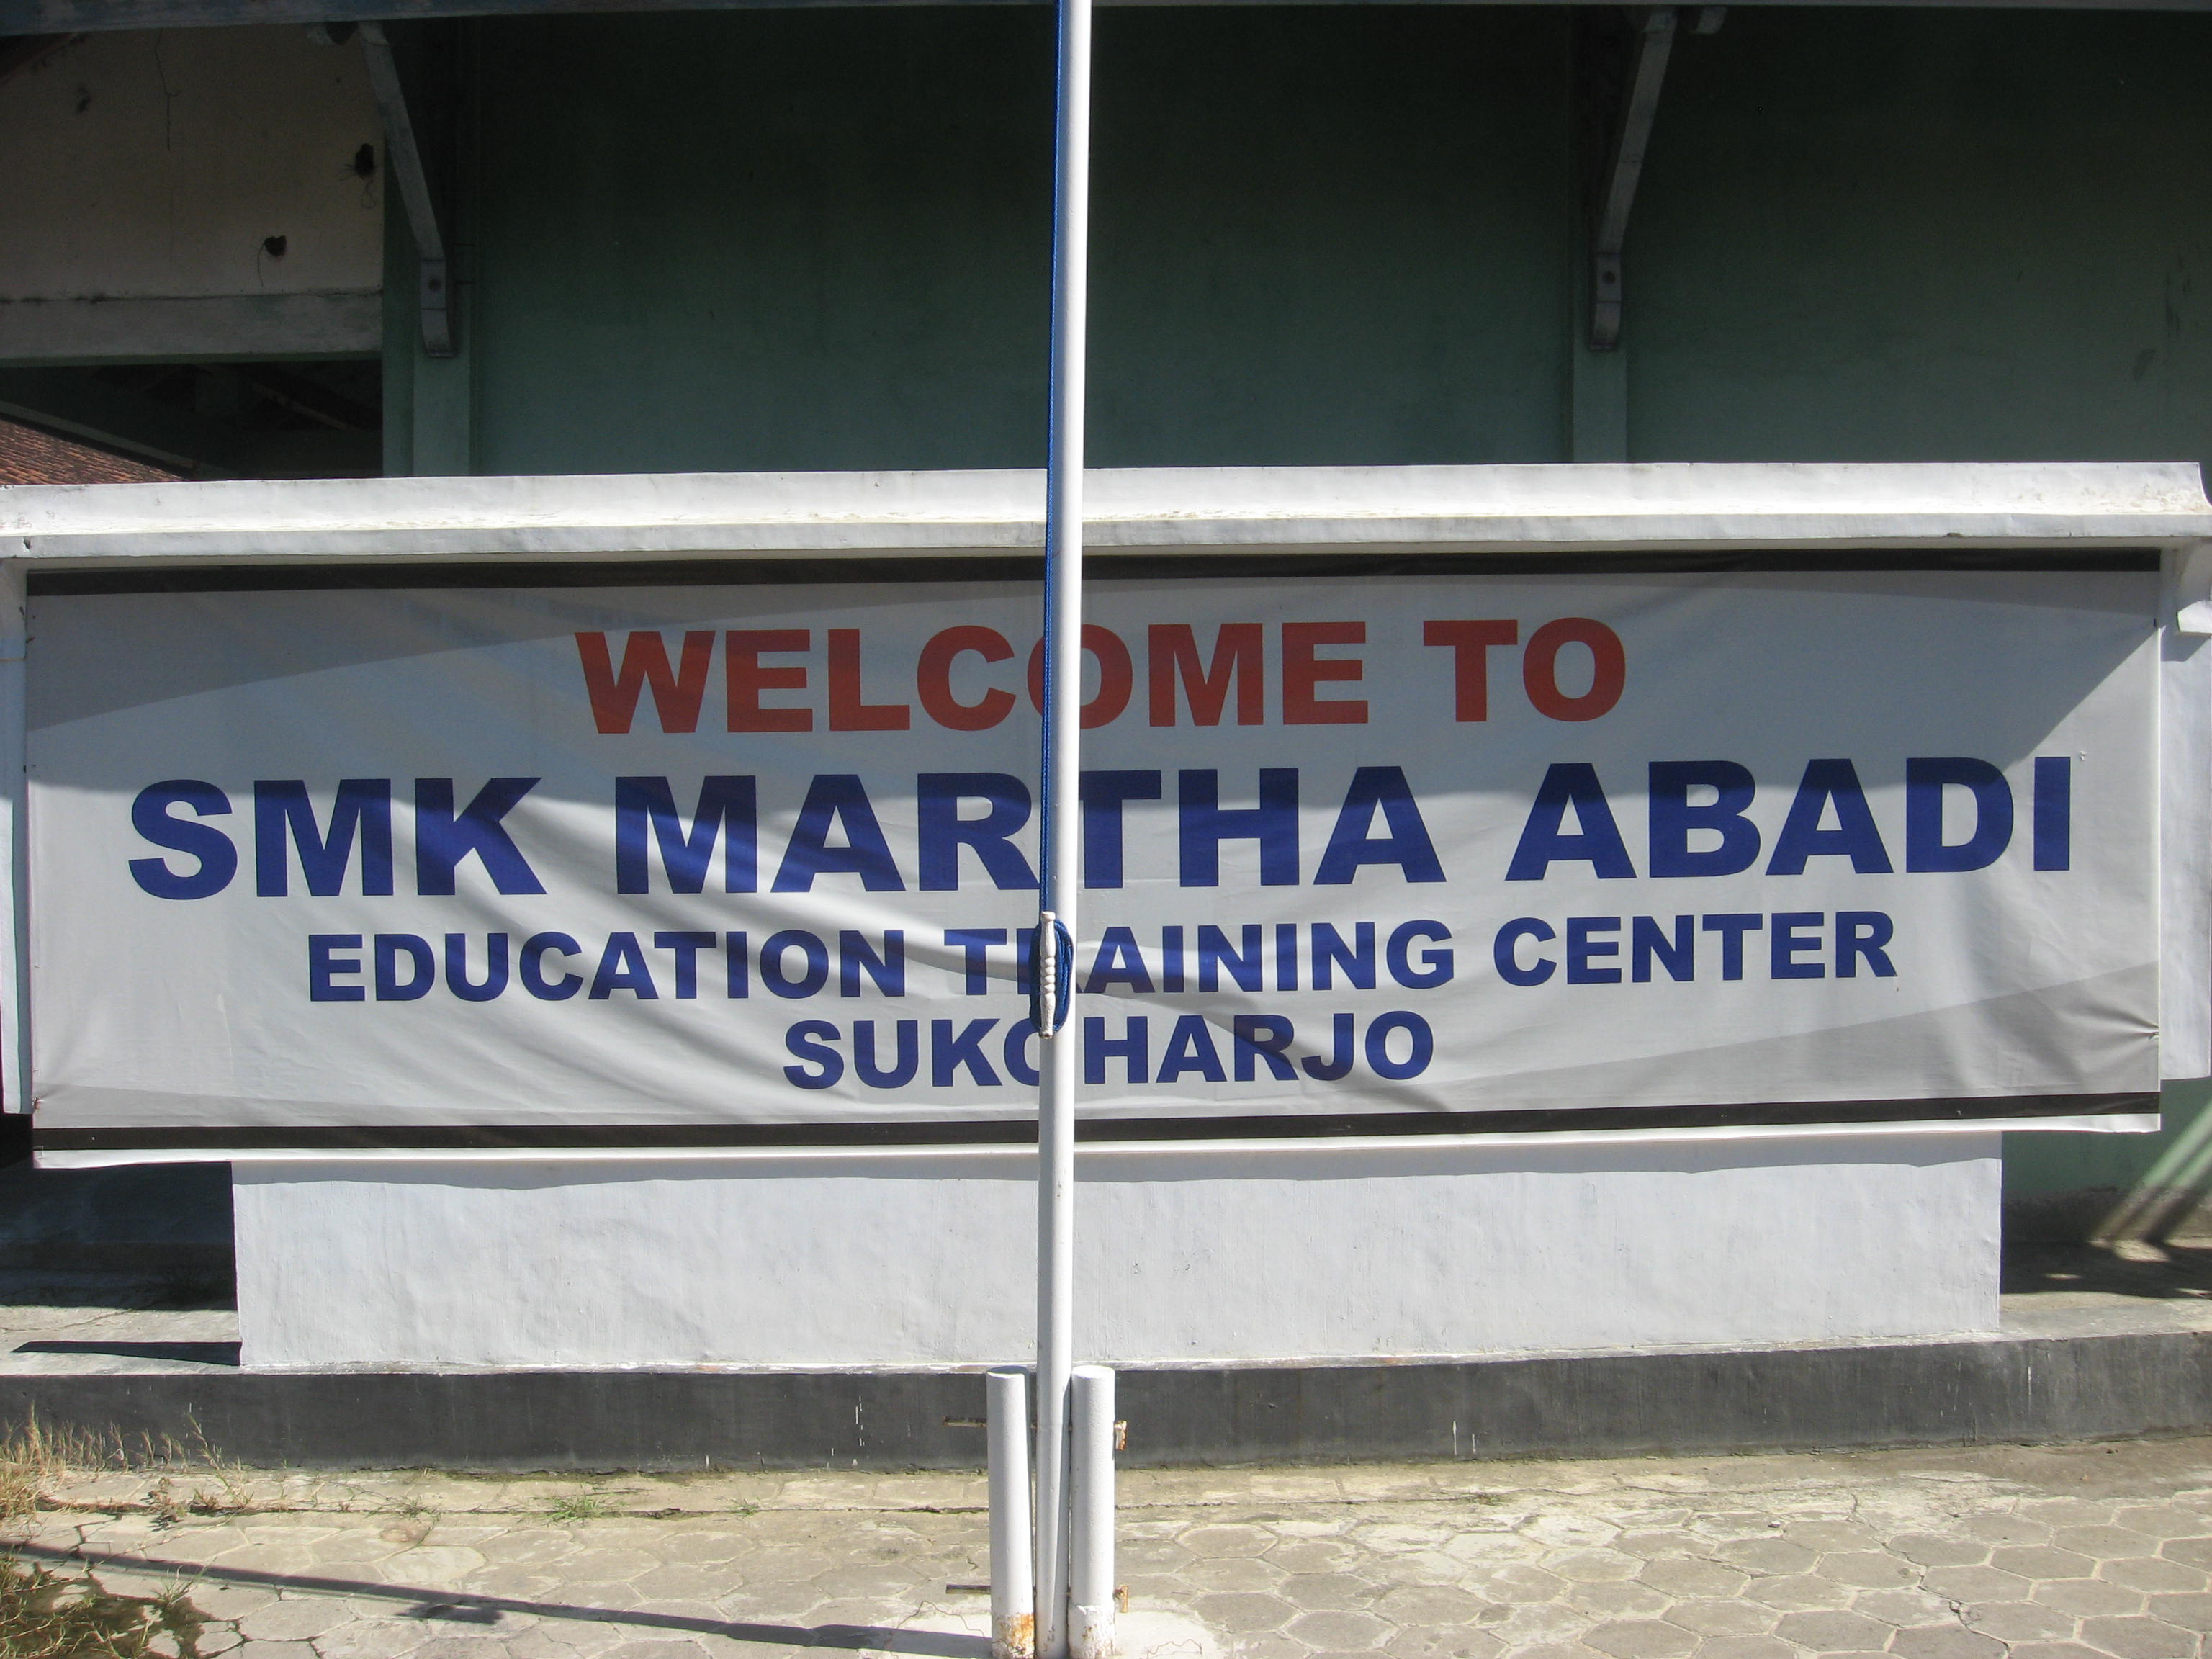 WELCOME TO
SMK MARTHA ABADI
EDUCATION TRAINING CENTER
SUKOHARJO